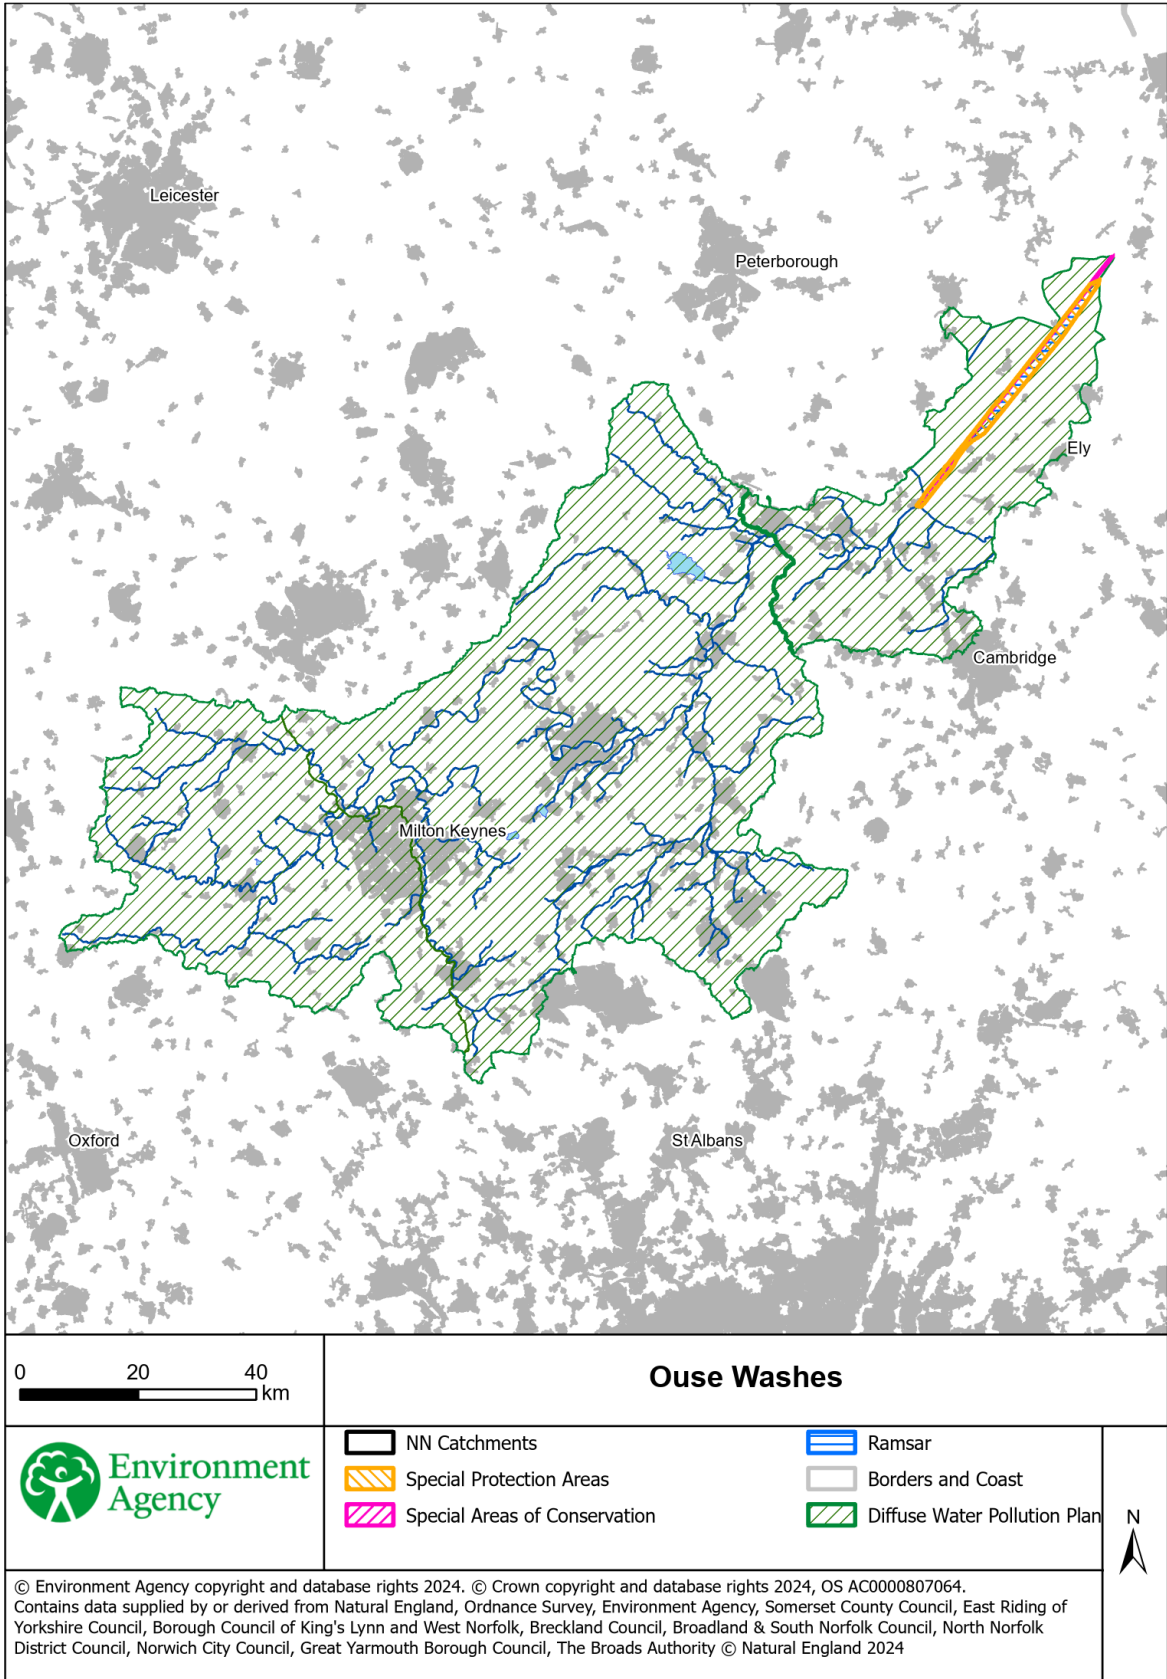 Leicester
Peterborough
Ely
Cambridge
Milton Keynes
Oxford
St Albans
0 20 40
km
Ouse Washes
Environment
Agency
NN Catchments
Special Protection Areas
Special Areas of Conservation
Ramsar
Borders and Coast
Diffuse Water Pollution Plan
N
© Environment Agency copyright and database rights 2024. © Crown copyright and database rights 2024, OS AC0000807064.
Contains data supplied by or derived from Natural England, Ordnance Survey, Environment Agency, Somerset County Council, East Riding of
Yorkshire Council, Borough Council of King's Lynn and West Norfolk, Breckland Council, Broadland & South Norfolk Council, North Norfolk
District Council, Norwich City Council, Great Yarmouth Borough Council, The Broads Authority © Natural England 2024